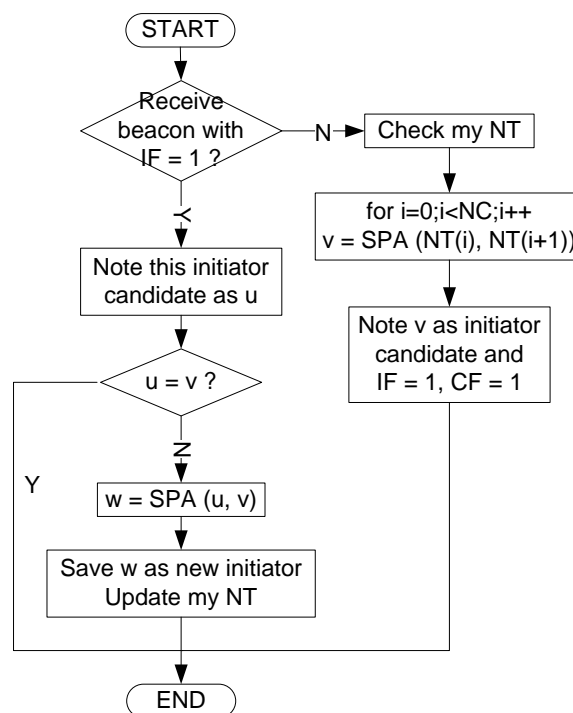 START
Receive
beacon with
IF = 1 ?
N
Check my NT
Y
for i=0;i<NC;i++
v = SPA (NT(i), NT(i+1))
Note this initiator
candidate as u
Note v as initiator
candidate and
IF = 1, CF = 1
u = v ?
N
Y
w = SPA (u, v)
Save w as new initiator
Update my NT
END